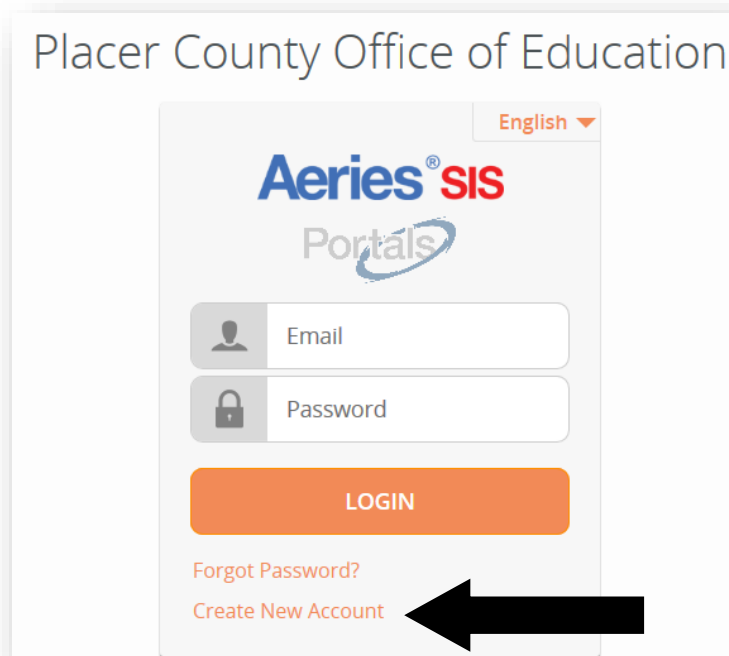 Placer County Office of Education
English
Aeries® SIS
Portals
Email
Password
LOGIN
Forgot Password?
Create New Account